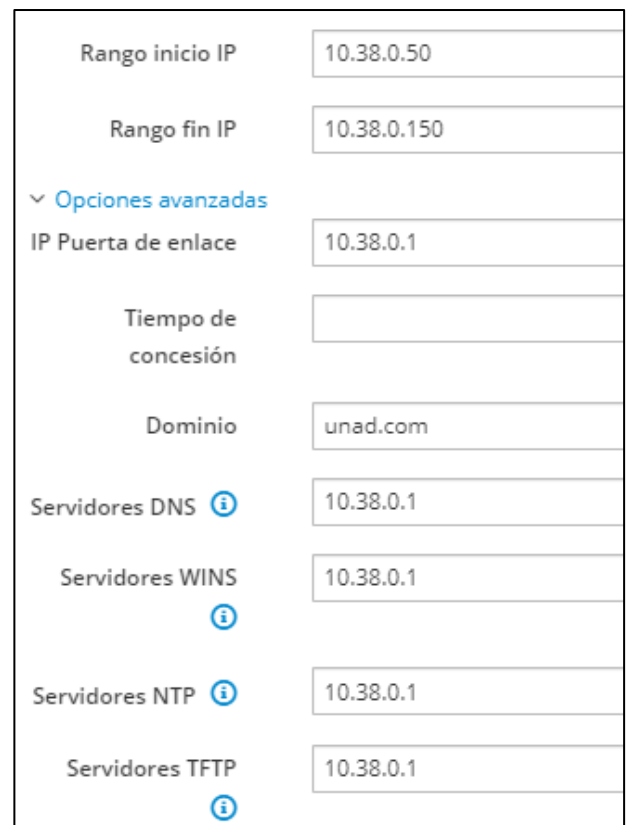 Rango inicio IP 10.38.0.50
Rango fin IP 10.38.0.150
Opciones avanzadas
IP Puerta de enlace 10.38.0.1
Tiempo de
concesión
Dominio unad.com
Servidores DNS 10.38.0.1
Servidores WINS 10.38.0.1
Servidores NTP 10.38.0.1
Servidores TFTP 10.38.0.1